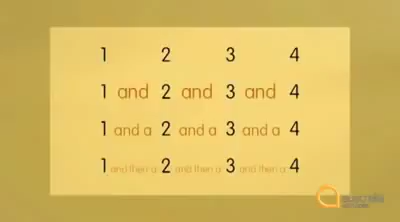 1 2 3 4
1 and 2 and 3 and 4
1 and a 2 and a 3 and a 4
1 and then a 2 and then a 3 and then a 4